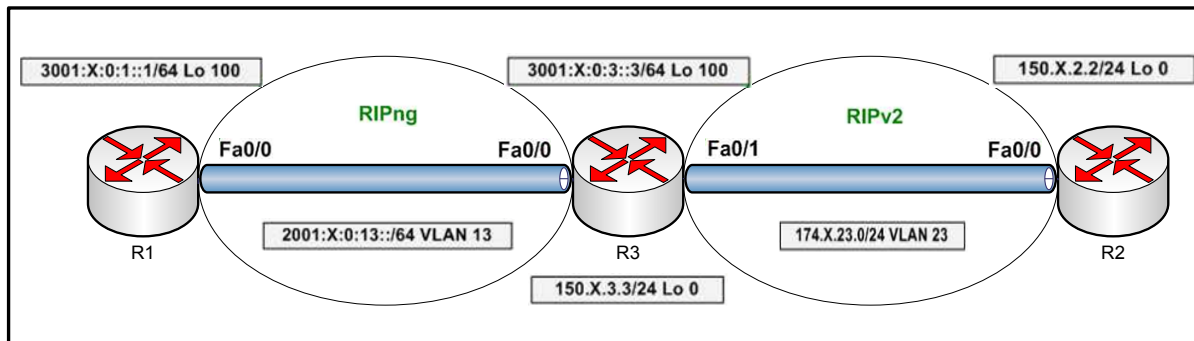 3001:X:0:1::1/64 Lo 100
3001:X:0:3::3/64 Lo 100
150.X.2.2/24 Lo 0
RIPng
RIPv2
Fa0/0
Fa0/0
Fa0/1
Fa0/0
2001:X:0:13::/64 VLAN 13
174.X.23.0/24 VLAN 23
R1
R3
R2
150.X.3.3/24 Lo 0